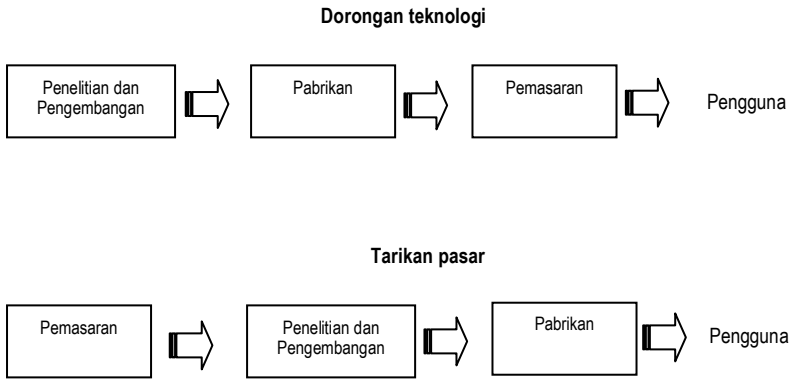 Dorongan teknologi
Penelitian dan
Pengembangan
Pabrikan
Pemasaran
Pengguna
Tarikan pasar
Pemasaran
Penelitian dan
Pengembangan
Pabrikan
Pengguna